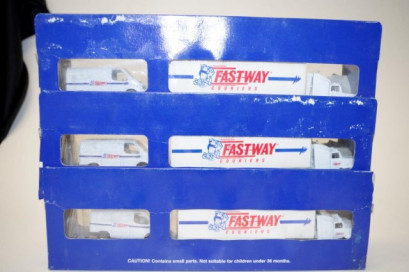 FASTWAY
COURIERS
FASTWAY
COURIERS
FASTWAY
COURIERS
CAUTION! Contains small parts. Not suitable for children under 36 months.